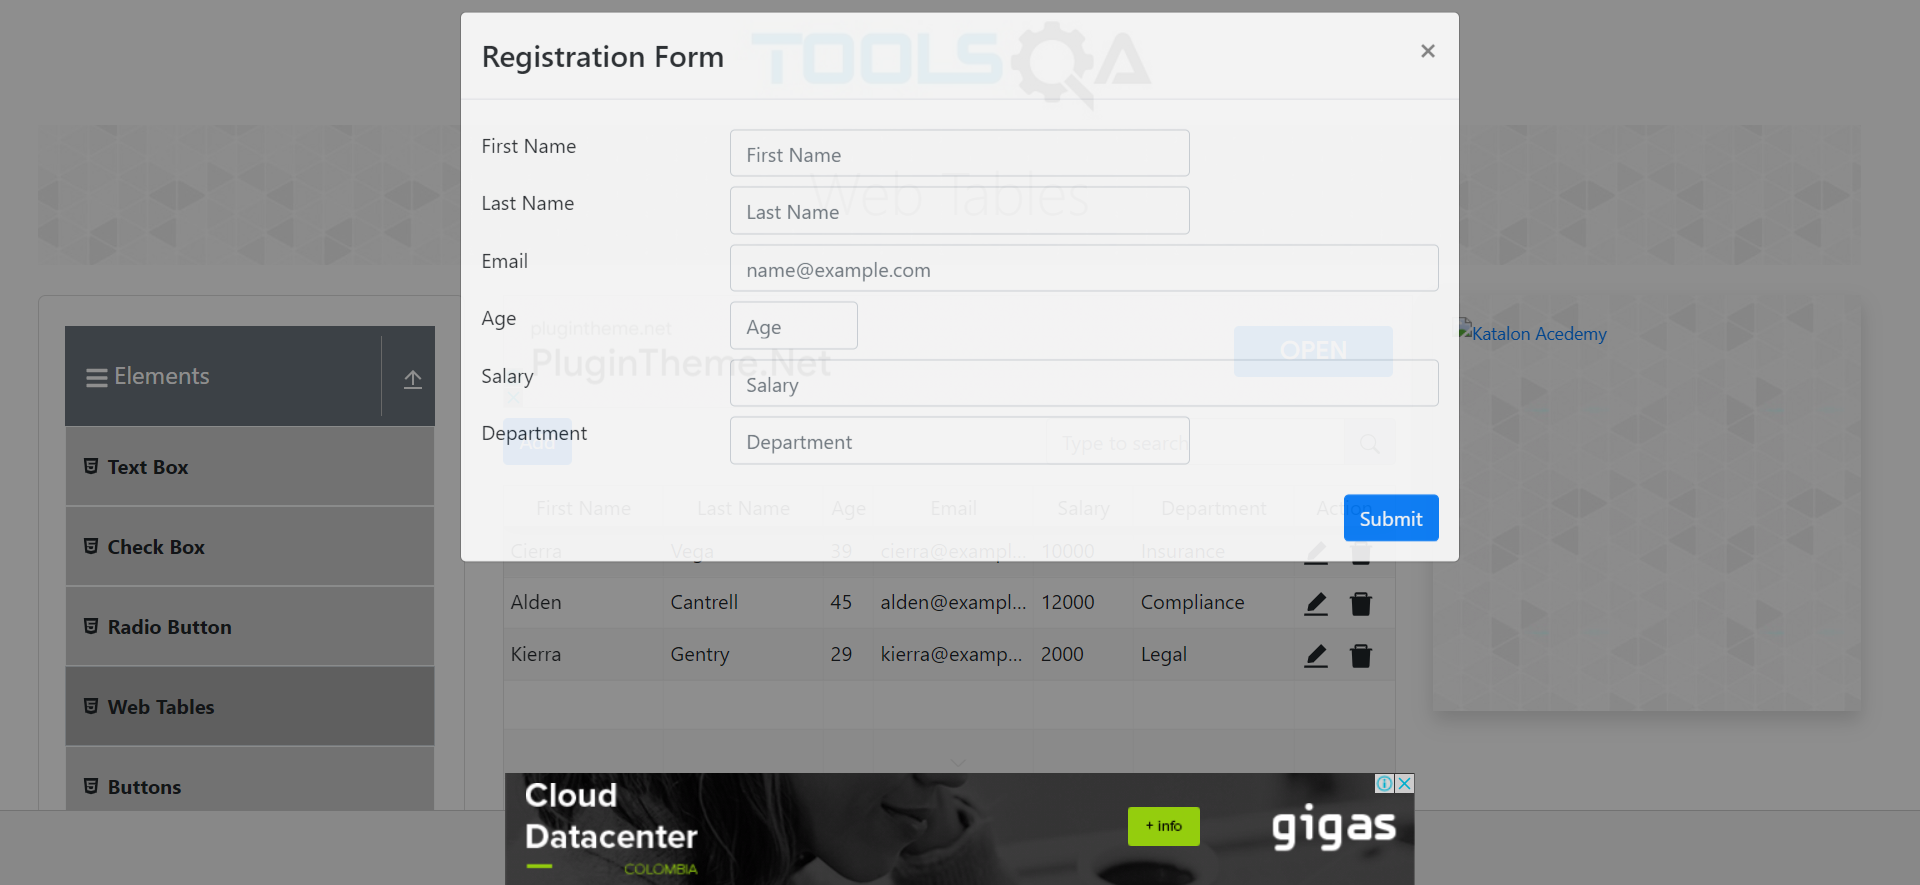 TOOLSQA
Registration Form
×
First Name
First Name
Web Tables
Last Name
Last Name
Email
name@example.com
Age
Age
plugintheme.net
PluginTheme.Net
OPEN
Katalon Acedemy
Salary
Salary
Elements
Department
Department
Add
Type to search
Text Box
Check Box
Radio Button
Web Tables
Buttons
First Name Last Name Age Email Salary Department Action
Submit
Cierra Vega 39 cierra@exampl... 10000 Insurance
Alden Cantrell 45 alden@exampl... 12000 Compliance
Kierra Gentry 29 kierra@examp... 2000 Legal
Cloud
Datacenter
COLOMBIA
+ info
gigas